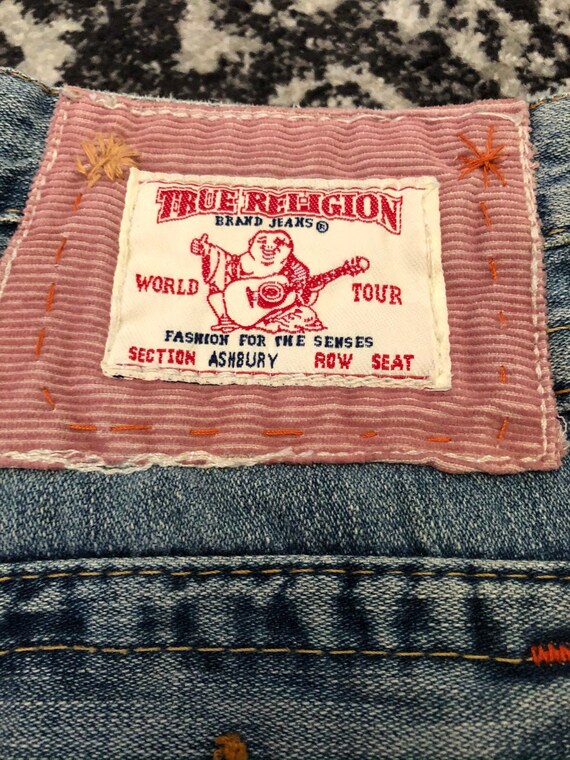 TRUE RELIGION
BRAND JEANS®
WORLD TOUR
FASHION FOR THE SENSES
SECTION ASHBURY ROW SEAT